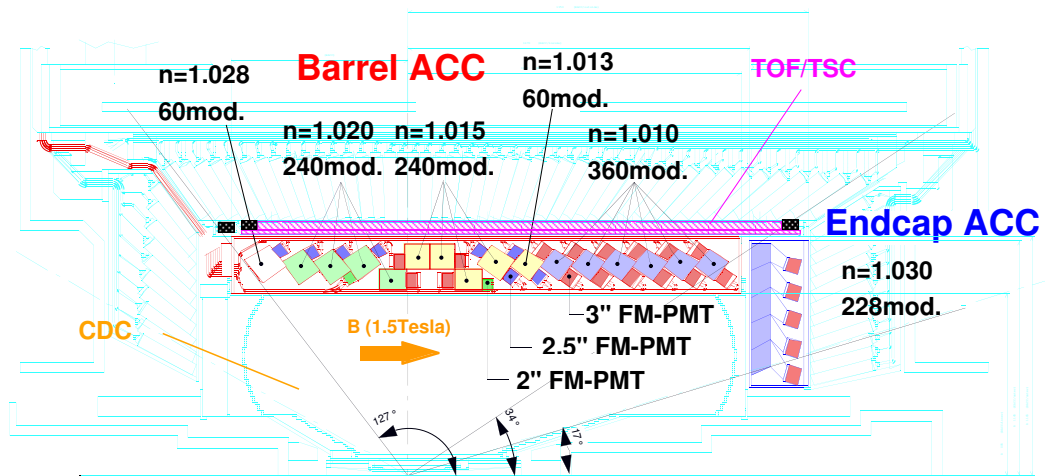 Barrel ACC
n=1.028
60mod.
n=1.013
60mod.
TOF/TSC
n=1.020
240mod.
n=1.015
240mod.
n=1.010
360mod.
Endcap ACC
n=1.030
228mod.
CDC
B (1.5Tesla)
3" FM-PMT
2.5" FM-PMT
2" FM-PMT
127°
34°
17°